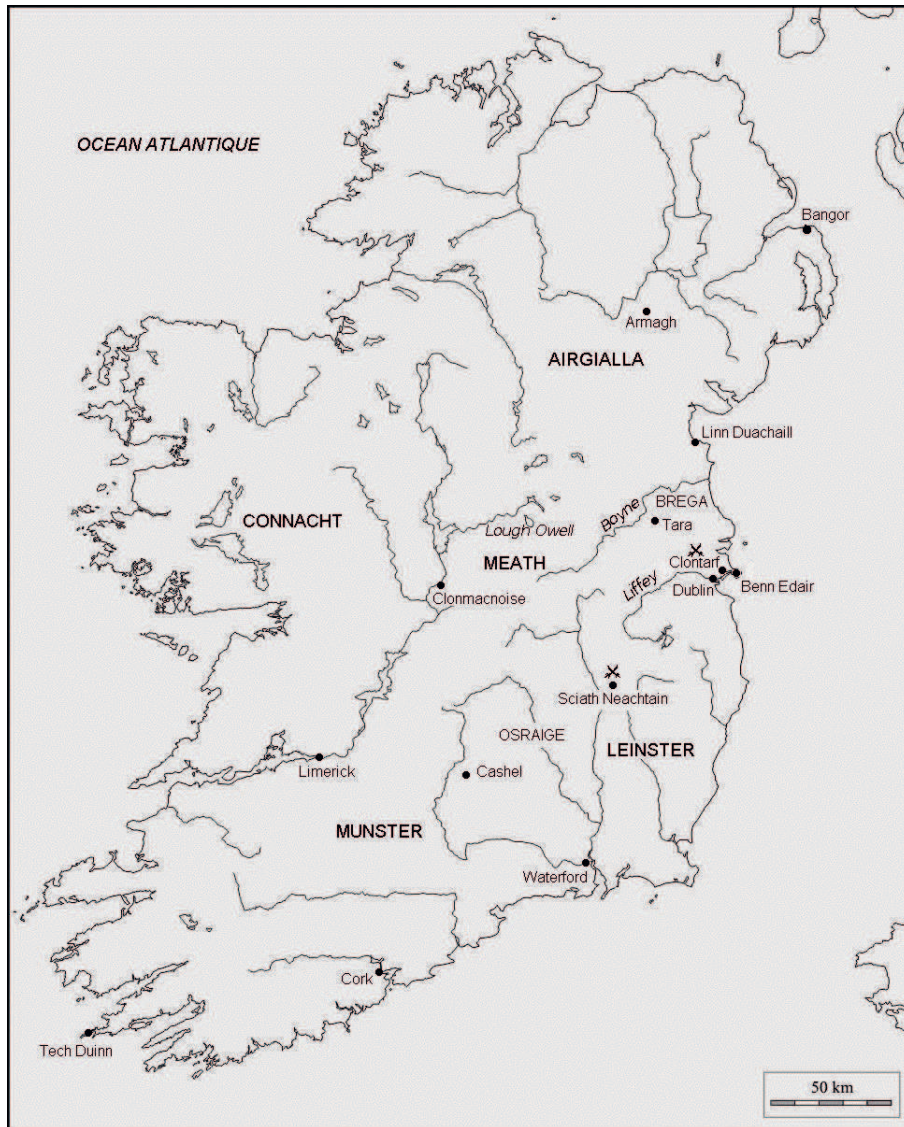 OCEAN ATLANTIQUE
Bangor
Armagh
AIRGIALLA
Linn Duachaill
Boyne
BREGA
CONNACHT
Lough Owell
Tara
MEATH
Clontarf
Liffey
Dublin
Benn Edair
Clonmacnoise
Sciath Neachtain
OSRAIGE
LEINSTER
Limerick
Cashel
MUNSTER
Waterford
Cork
Tech Duinn
50 km